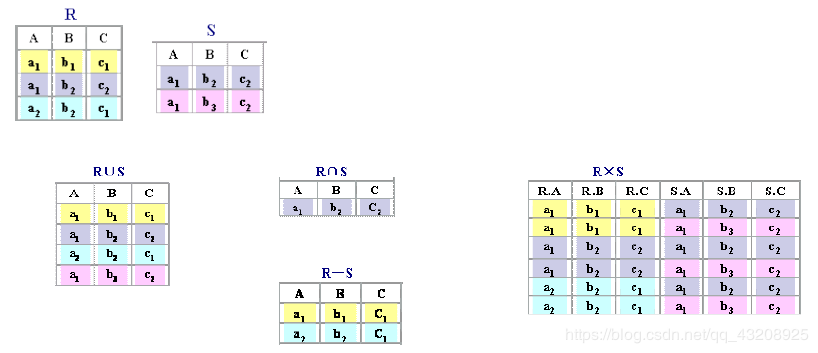 R
A B C
a1 b1 c1
a1 b2 c2
a2 b2 c1
S
A B C
a1 b2 c2
a1 b3 c2
R∪S
A B C
a1 b1 c1
a1 b2 c2
a2 b2 c1
a1 b3 c2
R∩S
A B C
a1 b2 C2
R－S
A B C
a1 b1 C1
a2 b2 C1
R×S
R.A R.B R.C S.A S.B S.C
a1 b1 c1 a1 b2 c2
a1 b1 c1 a1 b3 c2
a1 b2 c2 a1 b2 c2
a1 b2 c2 a1 b3 c2
a2 b2 c1 a1 b2 c2
a2 b2 c1 a1 b3 c2
https://blog.csdn.net/qq_43208925